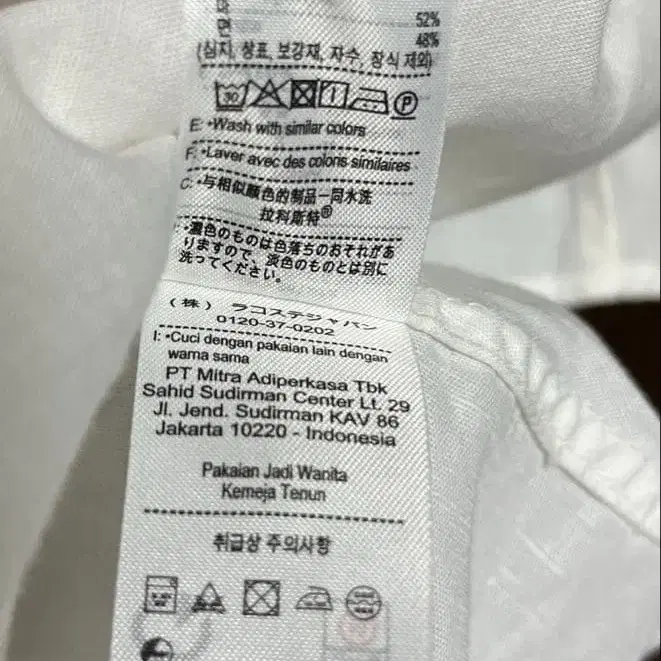 마 52%
면 48%
(심지, 상표, 보강재, 자수, 장식 제외)
30 P
E: •Wash with similar colors
F: •Laver avec des colons similaires
C: •与相似颜色的制品一同水洗
拉科斯特®
•濃色のものは色落ちのおそれがあ
りますので、淡色のものとは別に
洗ってください。
(株) ラコステジャパン
0120-37-0202
I: •Cuci dengan pakaian lain dengan
warna sama
PT Mitra Adiperkasa Tbk
Sahid Sudirman Center Lt. 29
Jl. Jend. Sudirman KAV 86
Jakarta 10220 - Indonesia
Pakaian Jadi Wanita
Kemeja Tenun
취급상 주의사항